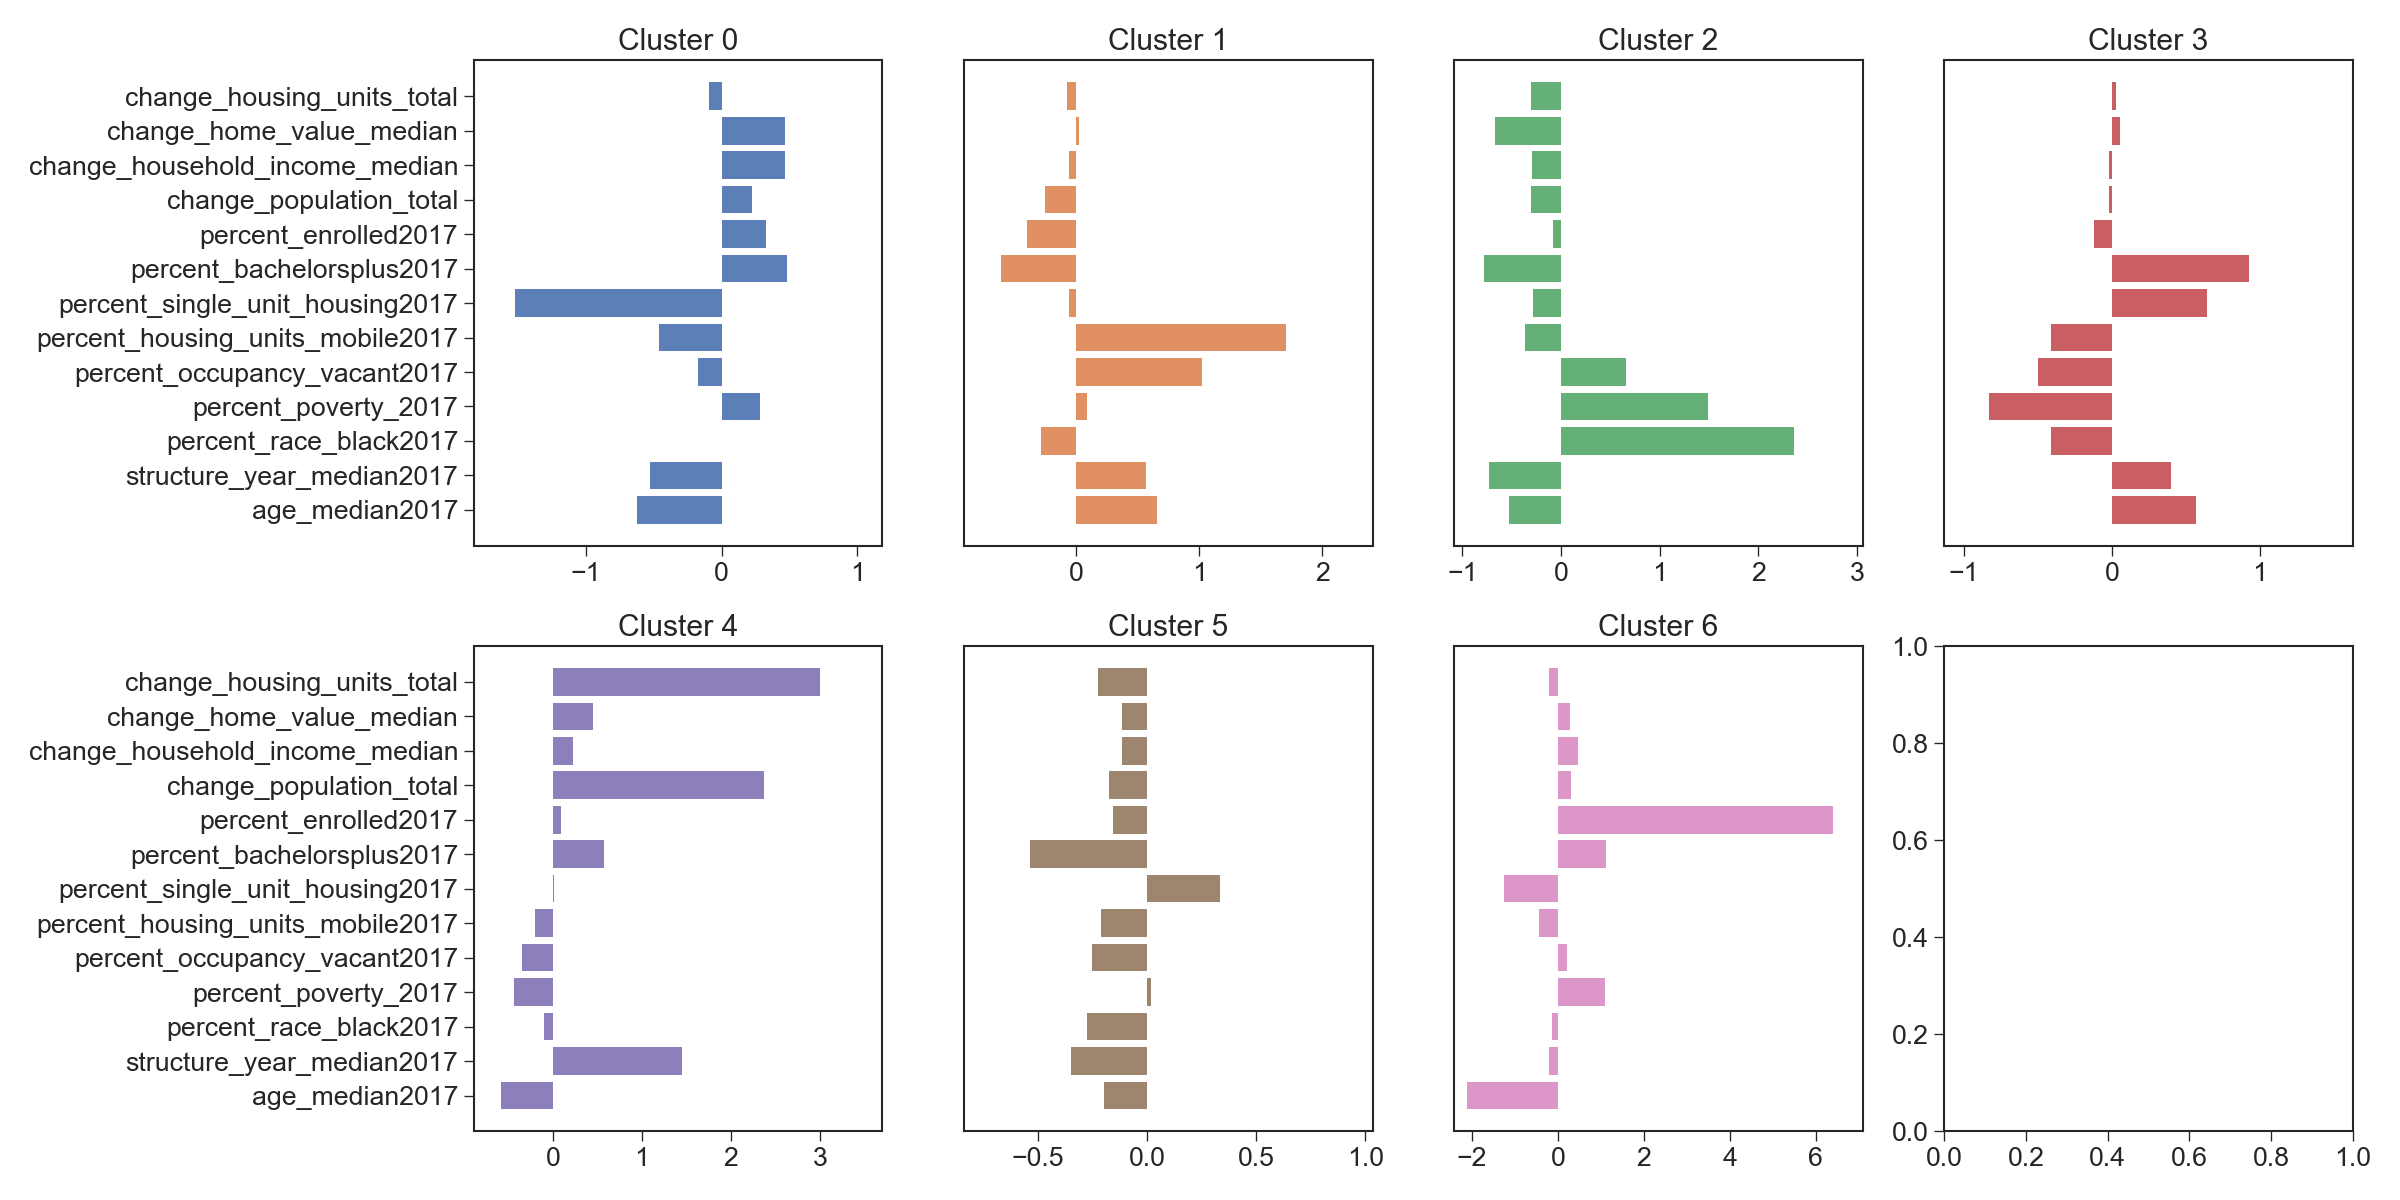 Cluster 0
Cluster 1
Cluster 2
Cluster 3
change_housing_units_total
change_home_value_median
change_household_income_median
change_population_total
percent_enrolled2017
percent_bachelorsplus2017
percent_single_unit_housing2017
percent_housing_units_mobile2017
percent_occupancy_vacant2017
percent_poverty_2017
percent_race_black2017
structure_year_median2017
age_median2017
−1 0 1
0 1 2
−1 0 1 2 3
−1 0 1
Cluster 4
Cluster 5
Cluster 6
change_housing_units_total
change_home_value_median
change_household_income_median
change_population_total
percent_enrolled2017
percent_bachelorsplus2017
percent_single_unit_housing2017
percent_housing_units_mobile2017
percent_occupancy_vacant2017
percent_poverty_2017
percent_race_black2017
structure_year_median2017
age_median2017
0 1 2 3
−0.5 0.0 0.5 1.0
−2 0 2 4 6
1.0
0.8
0.6
0.4
0.2
0.0
0.0 0.2 0.4 0.6 0.8 1.0